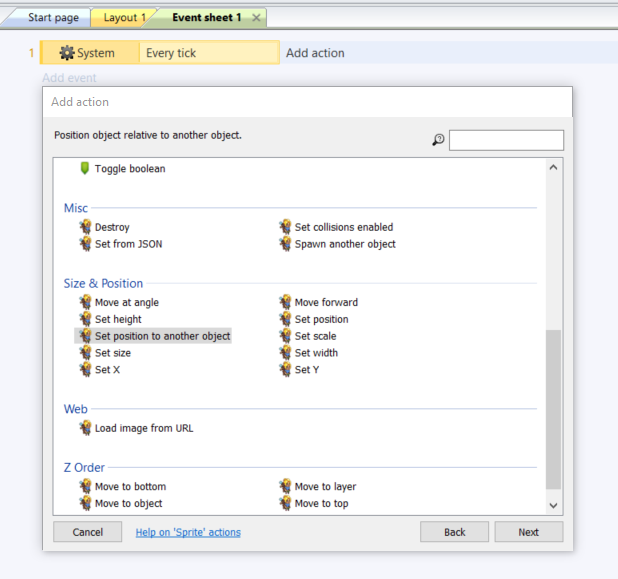 Start page Layout 1 Event sheet 1
1 System Every tick Add action
Add event
Add action
Position object relative to another object.
Toggle boolean
Misc
Destroy Set collisions enabled
Set from JSON Spawn another object
Size & Position
Move at angle Move forward
Set height Set position
Set position to another object Set scale
Set size Set width
Set X Set Y
Web
Load image from URL
Z Order
Move to bottom Move to layer
Move to object Move to top
Cancel Help on 'Sprite' actions Back Next